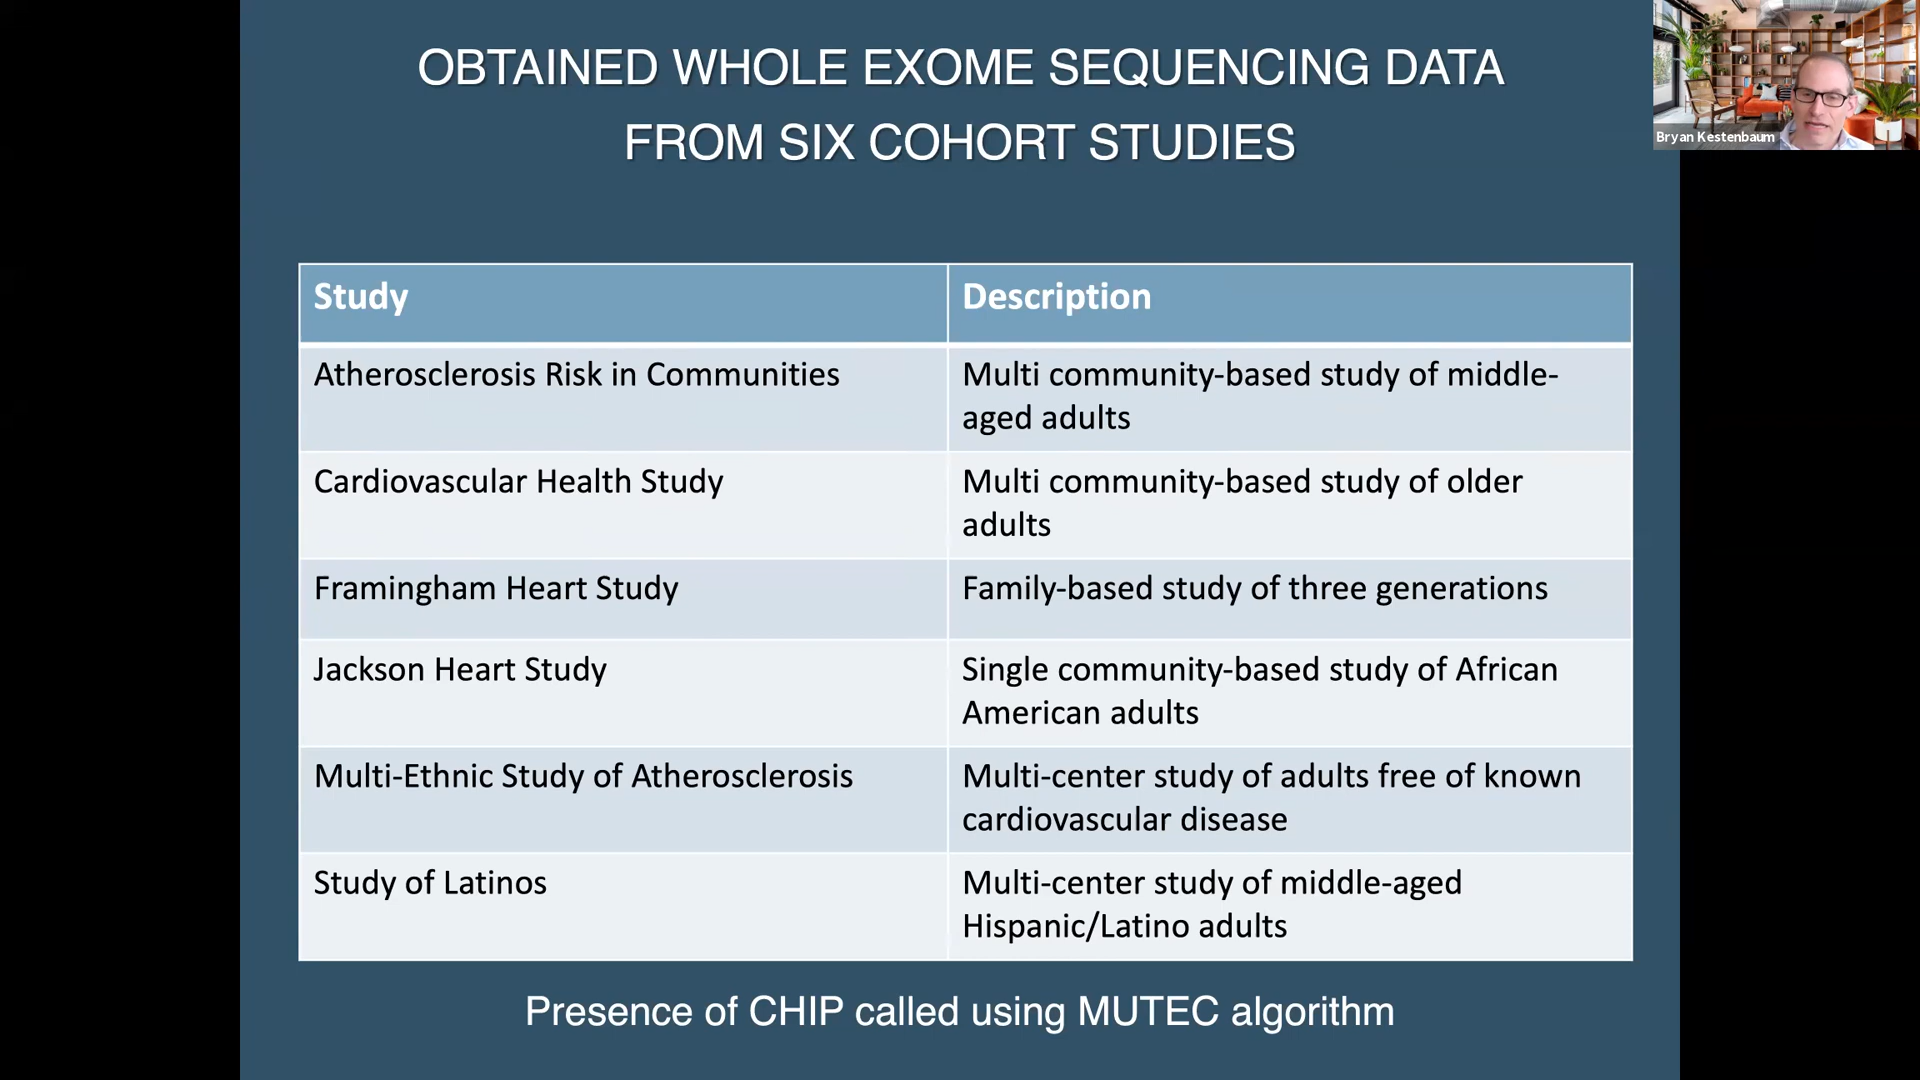 OBTAINED WHOLE EXOME SEQUENCING DATA
FROM SIX COHORT STUDIES
Bryan Kestenbaum
Study
Description
Atherosclerosis Risk in Communities
Multi community-based study of middle-
aged adults
Cardiovascular Health Study
Multi community-based study of older
adults
Framingham Heart Study
Family-based study of three generations
Jackson Heart Study
Single community-based study of African
American adults
Multi-Ethnic Study of Atherosclerosis
Multi-center study of adults free of known
cardiovascular disease
Study of Latinos
Multi-center study of middle-aged
Hispanic/Latino adults
Presence of CHIP called using MUTEC algorithm